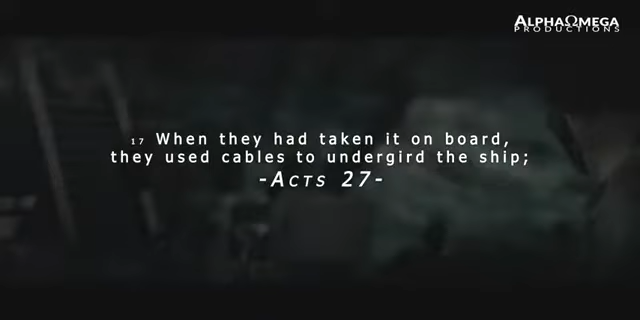 AlphaΩmega
PRODUCTIONS
17 When they had taken it on board,
they used cables to undergird the ship;
-Acts 27-